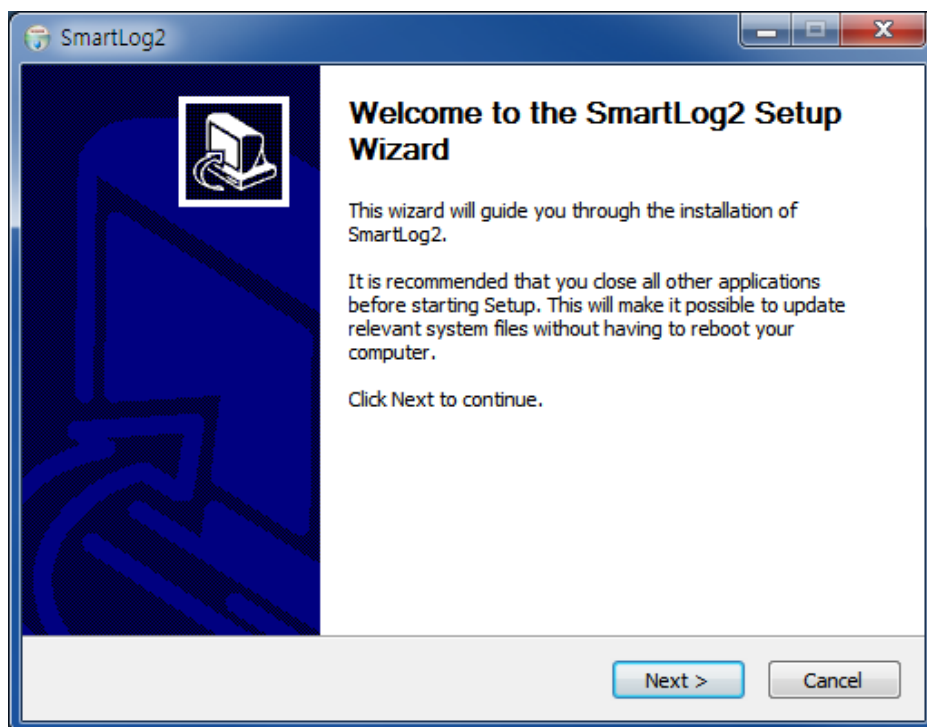 SmartLog2
Welcome to the SmartLog2 Setup
Wizard
This wizard will guide you through the installation of
SmartLog2.
It is recommended that you close all other applications
before starting Setup. This will make it possible to update
relevant system files without having to reboot your
computer.
Click Next to continue.
Next >
Cancel